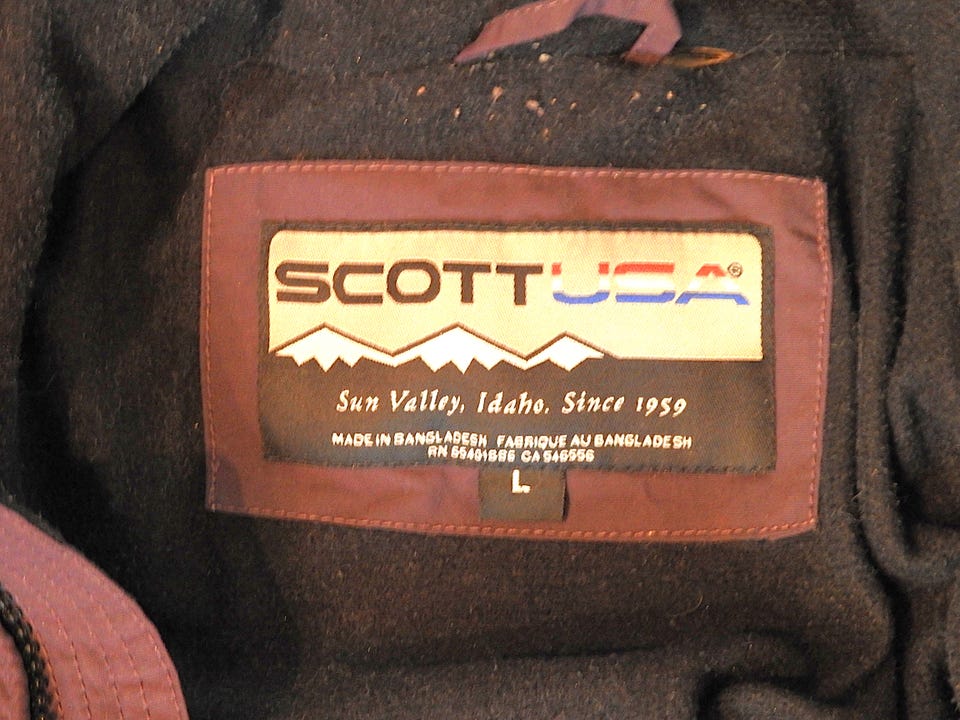 SCOTTUSA®
Sun Valley, Idaho. Since 1959
MADE IN BANGLADESH FABRIQUE AU BANGLADESH
RN CA
L